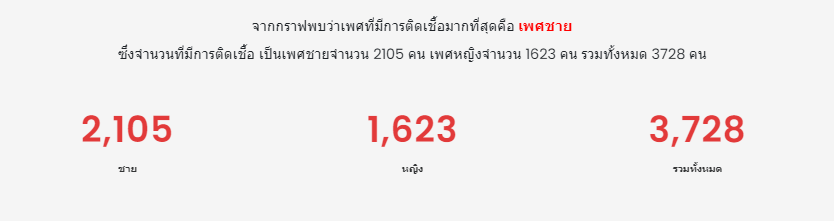 จากกราฟพบว่าเพศที่มีการติดเชื้อมากที่สุดคือ เพศชาย
ซึ่งจำนวนที่มีการติดเชื้อ เป็นเพศชายจำนวน 2105 คน เพศหญิงจำนวน 1623 คน รวมทั้งหมด 3728 คน
2,105 1,623 3,728
ชาย หญิง รวมทั้งหมด